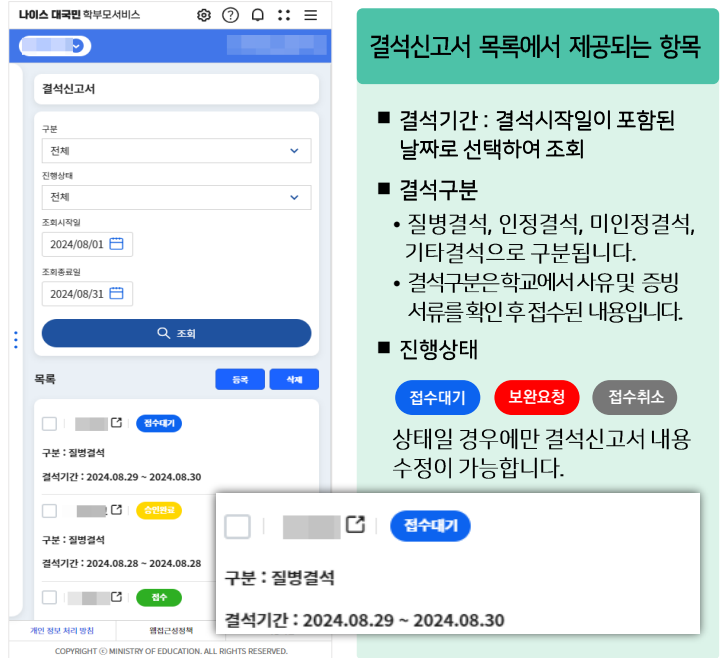 나이스 대국민 학부모서비스
결석신고서
구분
전체
진행상태
전체
조회시작일
2024/08/01
조회종료일
2024/08/31
조회
목록
등록 삭제
접수대기
구분 : 질병결석
결석기간 : 2024.08.29 ~ 2024.08.30
승인완료
구분 : 질병결석
결석기간 : 2024.08.28 ~ 2024.08.28
접수
개인 정보 처리 방침 웹접근성정책
COPYRIGHT ⓒ MINISTRY OF EDUCATION. ALL RIGHTS RESERVED.
결석신고서 목록에서 제공되는 항목
■ 결석기간 : 결석시작일이 포함된
날짜로 선택하여 조회
■ 결석구분
• 질병결석, 인정결석, 미인정결석,
기타결석으로 구분됩니다.
• 결석구분은학교에서사유및 증빙
서류를확인 후 접수된 내용입니다.
■ 진행상태
접수대기 보완요청 접수취소
상태일 경우에만 결석신고서 내용
수정이 가능합니다.
접수대기
구분 : 질병결석
결석기간 : 2024.08.29 ~ 2024.08.30